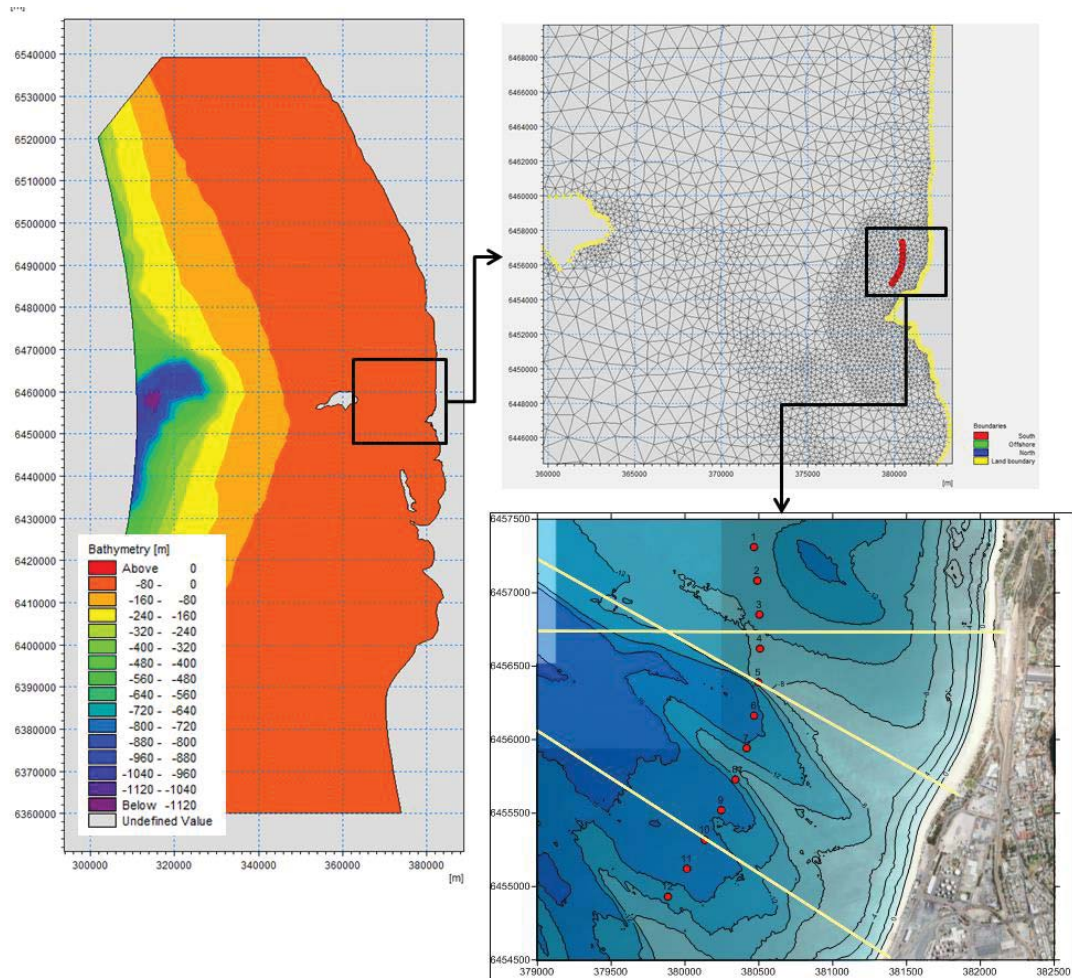 [m]
6540000
6530000
6520000
6510000
6500000
6490000
6480000
6470000
6460000
6450000
6440000
6430000
6420000
6410000
6400000
6390000
6380000
6370000
6360000
300000 320000 340000 360000 380000
[m]
Bathymetry [m]
Above 0
-80 - 0
-160 - -80
-240 - -160
-320 - -240
-400 - -320
-480 - -400
-560 - -480
-640 - -560
-720 - -640
-800 - -720
-880 - -800
-960 - -880
-1040 - -960
-1120 - -1040
Below -1120
Undefined Value
6468000
6466000
6464000
6462000
6460000
6458000
6456000
6454000
6452000
6450000
6448000
6446000
360000 365000 370000 375000 380000
[m]
Boundaries
South
Offshore
North
Land boundary
6457500
6457000
6456500
6456000
6455500
6455000
6454500
379000 379500 380000 380500 381000 381500 382000 382500
1
2
3
4
5
6
7
8
9
10
11
12